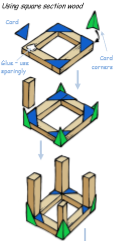 Using square section wood
Card
Card
corners
Glue - use
sparingly